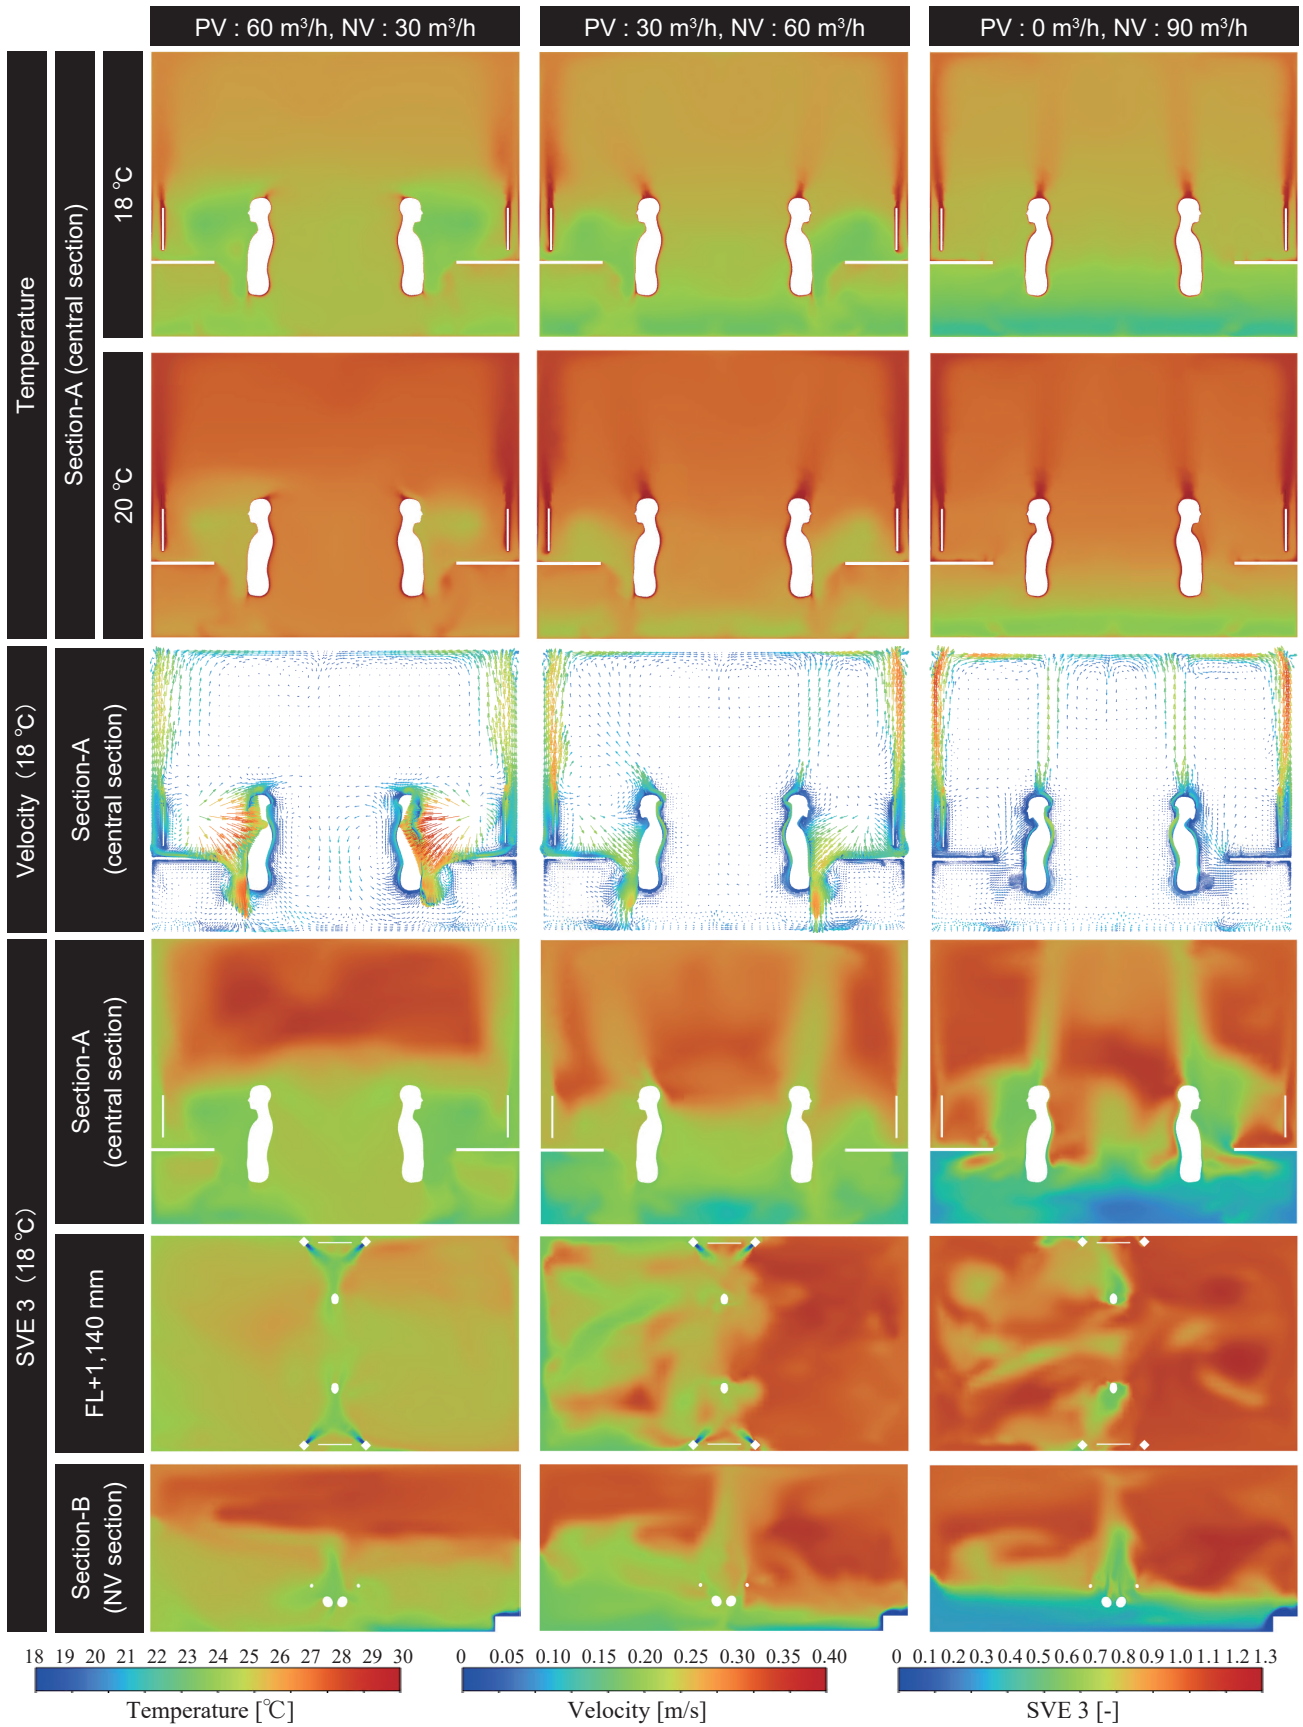 PV : 60 m³/h, NV : 30 m³/h
PV : 30 m³/h, NV : 60 m³/h
PV : 0 m³/h, NV : 90 m³/h
Temperature
Section-A (central section)
18 ℃
20 ℃
Velocity (18 ℃)
Section-A
(central section)
SVE 3 (18 ℃)
Section-A
(central section)
FL+1,140 mm
Section-B
(NV section)
18 19 20 21 22 23 24 25 26 27 28 29 30
Temperature [℃]
0 0.05 0.10 0.15 0.20 0.25 0.30 0.35 0.40
Velocity [m/s]
0 0.1 0.2 0.3 0.4 0.5 0.6 0.7 0.8 0.9 1.0 1.1 1.2 1.3
SVE 3 [-]